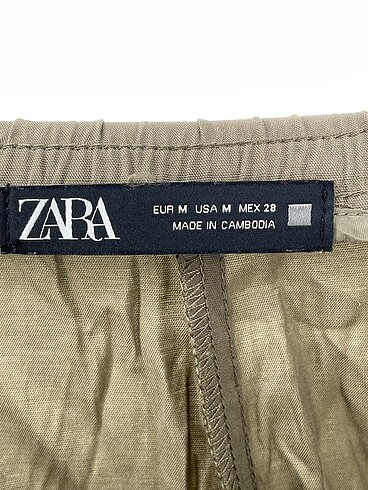 ZARA
EUR M USA M MEX 28
MADE IN CAMBODIA